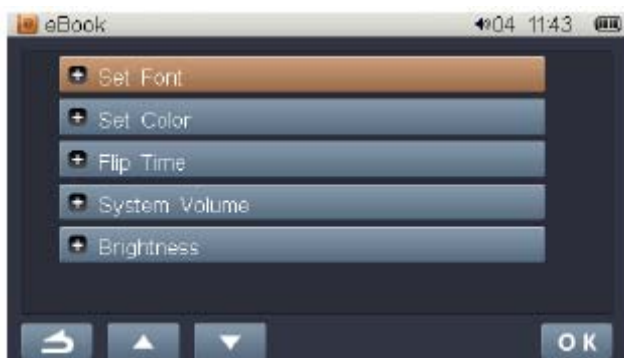 eBook 04 11:43
Set Font
Set Color
Flip Time
System Volume
Brightness
OK